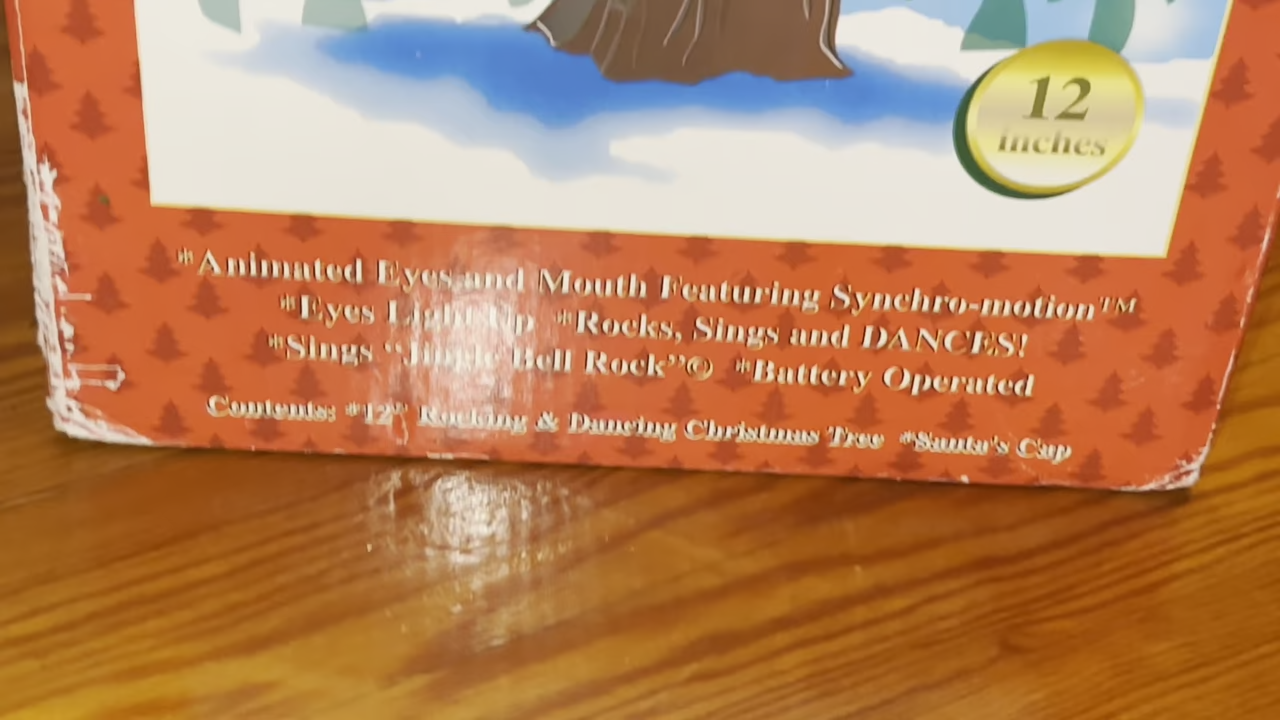 12
inches
*Animated Eyes and Mouth Featuring Synchro-motion™
*Eyes Light Up *Rocks, Sings and DANCES!
*Sings “Jingle Bell Rock”© *Battery Operated
Contents: *12" Rocking & Dancing Christmas Tree *Santa's Cap